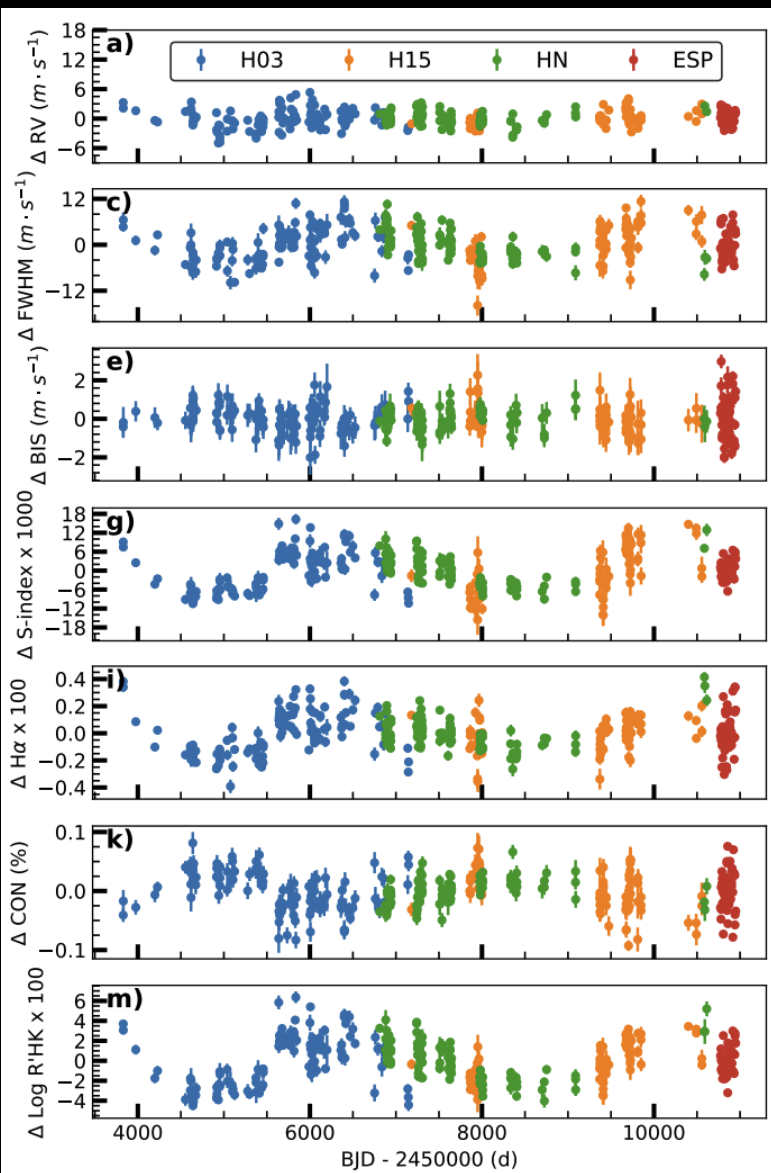 a)
H03 H15 HN ESP
18
6
−6
Δ RV (m · s⁻¹)
c)
12
0
−12
Δ FWHM (m · s⁻¹)
e)
2
0
−2
Δ BIS (m · s⁻¹)
g)
18
12
6
0
−6
−12
−18
Δ S-index x 1000
i)
0.4
0.2
0.0
−0.2
−0.4
Δ Hα x 100
k)
0.1
0.0
−0.1
Δ CON (%)
m)
6
4
2
0
−2
−4
Δ Log R'HK x 100
4000 6000 8000 10000
BJD - 2450000 (d)